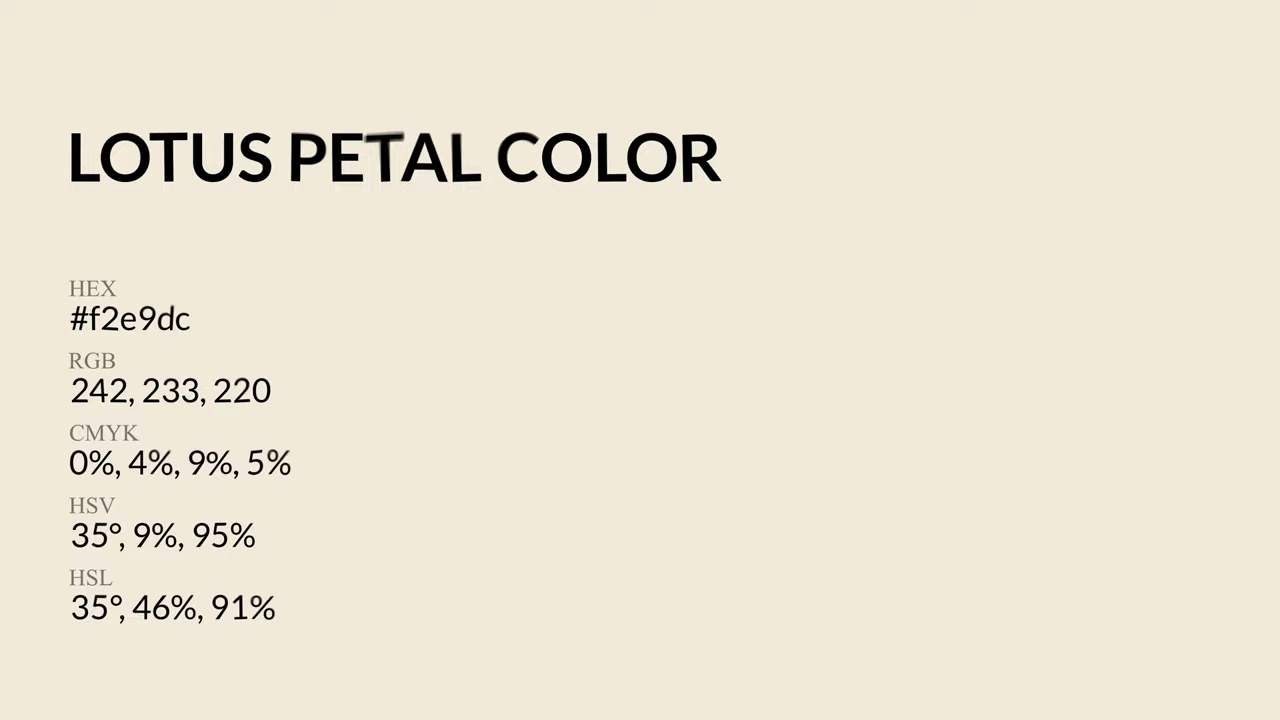 LOTUS PETAL COLOR
HEX
#f2e9dc
RGB
242, 233, 220
CMYK
0%, 4%, 9%, 5%
HSV
35°, 9%, 95%
HSL
35°, 46%, 91%